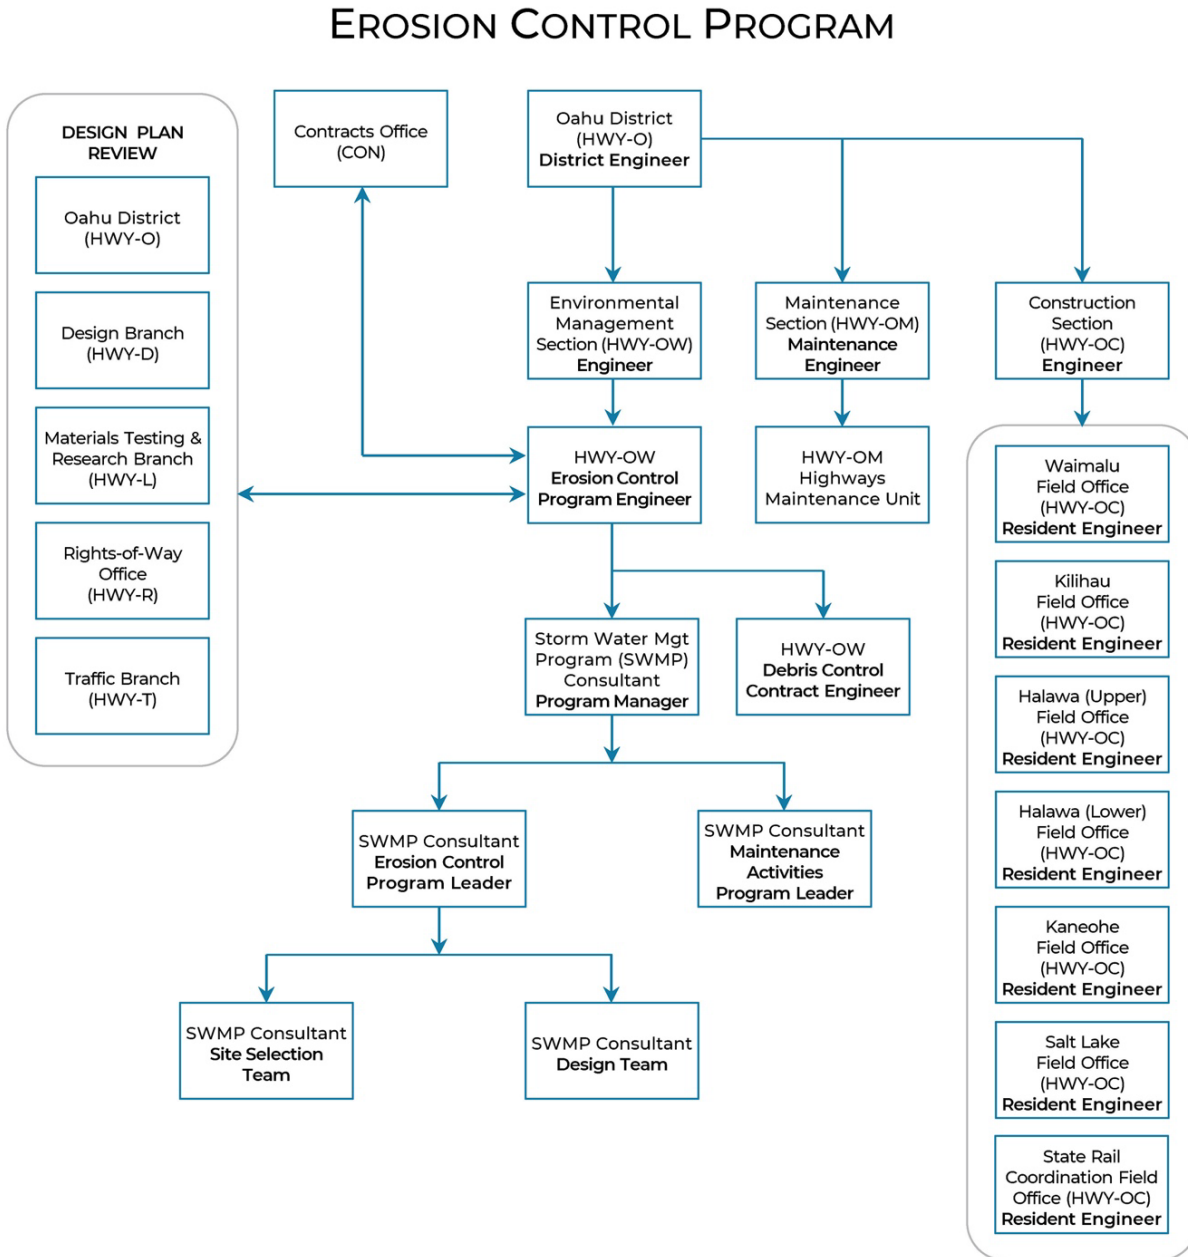 EROSION CONTROL PROGRAM
DESIGN PLAN
REVIEW
Oahu District
(HWY-O)
Design Branch
(HWY-D)
Materials Testing &
Research Branch
(HWY-L)
Rights-of-Way
Office
(HWY-R)
Traffic Branch
(HWY-T)
Contracts Office
(CON)
Oahu District
(HWY-O)
District Engineer
Environmental
Management
Section (HWY-OW)
Engineer
Maintenance
Section (HWY-OM)
Maintenance
Engineer
Construction
Section
(HWY-OC)
Engineer
HWY-OW
Erosion Control
Program Engineer
HWY-OM
Highways
Maintenance Unit
Storm Water Mgt
Program (SWMP)
Consultant
Program Manager
HWY-OW
Debris Control
Contract Engineer
SWMP Consultant
Erosion Control
Program Leader
SWMP Consultant
Maintenance
Activities
Program Leader
SWMP Consultant
Site Selection
Team
SWMP Consultant
Design Team
Waimalu
Field Office
(HWY-OC)
Resident Engineer
Kilihau
Field Office
(HWY-OC)
Resident Engineer
Halawa (Upper)
Field Office
(HWY-OC)
Resident Engineer
Halawa (Lower)
Field Office
(HWY-OC)
Resident Engineer
Kaneohe
Field Office
(HWY-OC)
Resident Engineer
Salt Lake
Field Office
(HWY-OC)
Resident Engineer
State Rail
Coordination Field
Office (HWY-OC)
Resident Engineer